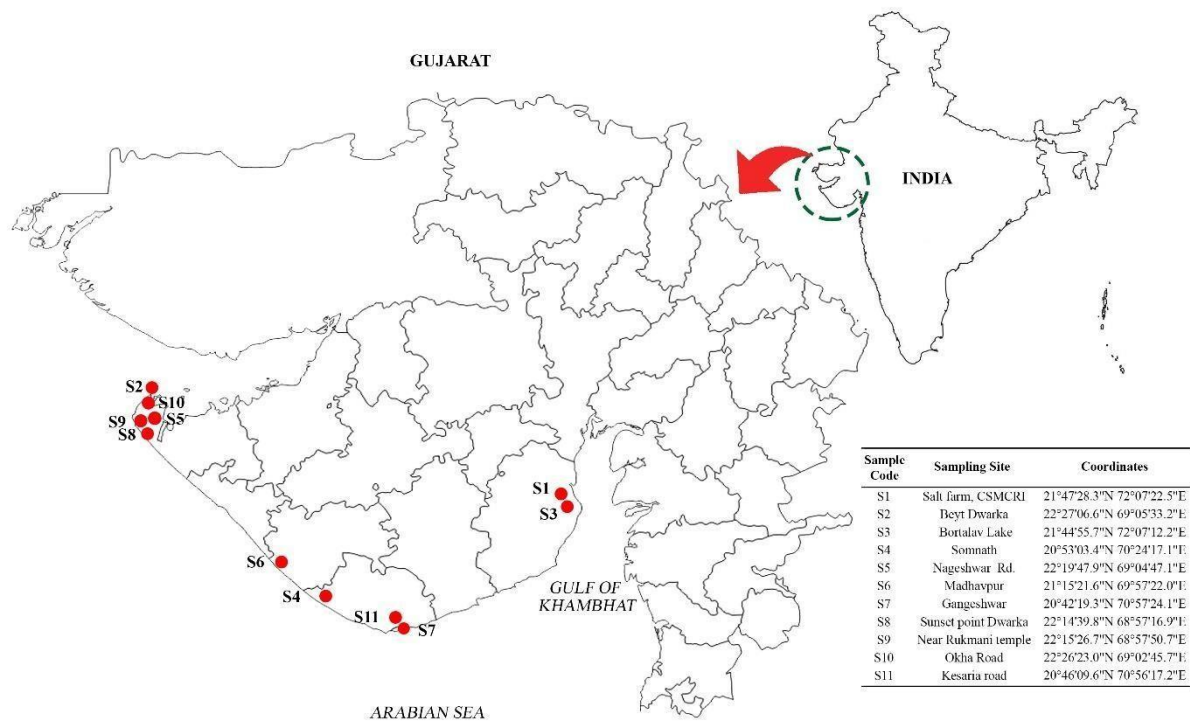 GUJARAT
INDIA
S2
S10
S9
S5
S8
S1
S3
S6
S4
S11
S7
GULF OF
KHAMBHAT
ARABIAN SEA
Sample Code Sampling Site Coordinates
S1 Salt farm, CSMCRI 21°47'28.3"N 72°07'22.5"E
S2 Beyt Dwarka 22°27'06.6"N 69°05'33.2"E
S3 Bortalav Lake 21°44'55.7"N 72°07'12.2"E
S4 Somnath 20°53'03.4"N 70°24'17.1"E
S5 Nageshwar Rd. 22°19'47.9"N 69°04'47.1"E
S6 Madhavpur 21°15'21.6"N 69°57'22.0"E
S7 Gangeshwar 20°42'19.3"N 70°57'24.1"E
S8 Sunset point Dwarka 22°14'39.8"N 68°57'16.9"E
S9 Near Rukmani temple 22°15'26.7"N 68°57'50.7"E
S10 Okha Road 22°26'23.0"N 69°02'45.7"E
S11 Kesaria road 20°46'09.6"N 70°56'17.2"E